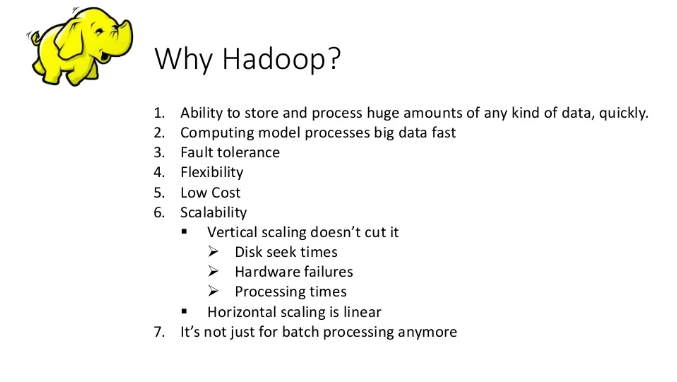 Why Hadoop?
1. Ability to store and process huge amounts of any kind of data, quickly.
2. Computing model processes big data fast
3. Fault tolerance
4. Flexibility
5. Low Cost
6. Scalability
▪ Vertical scaling doesn’t cut it
➢ Disk seek times
➢ Hardware failures
➢ Processing times
▪ Horizontal scaling is linear
7. It’s not just for batch processing anymore